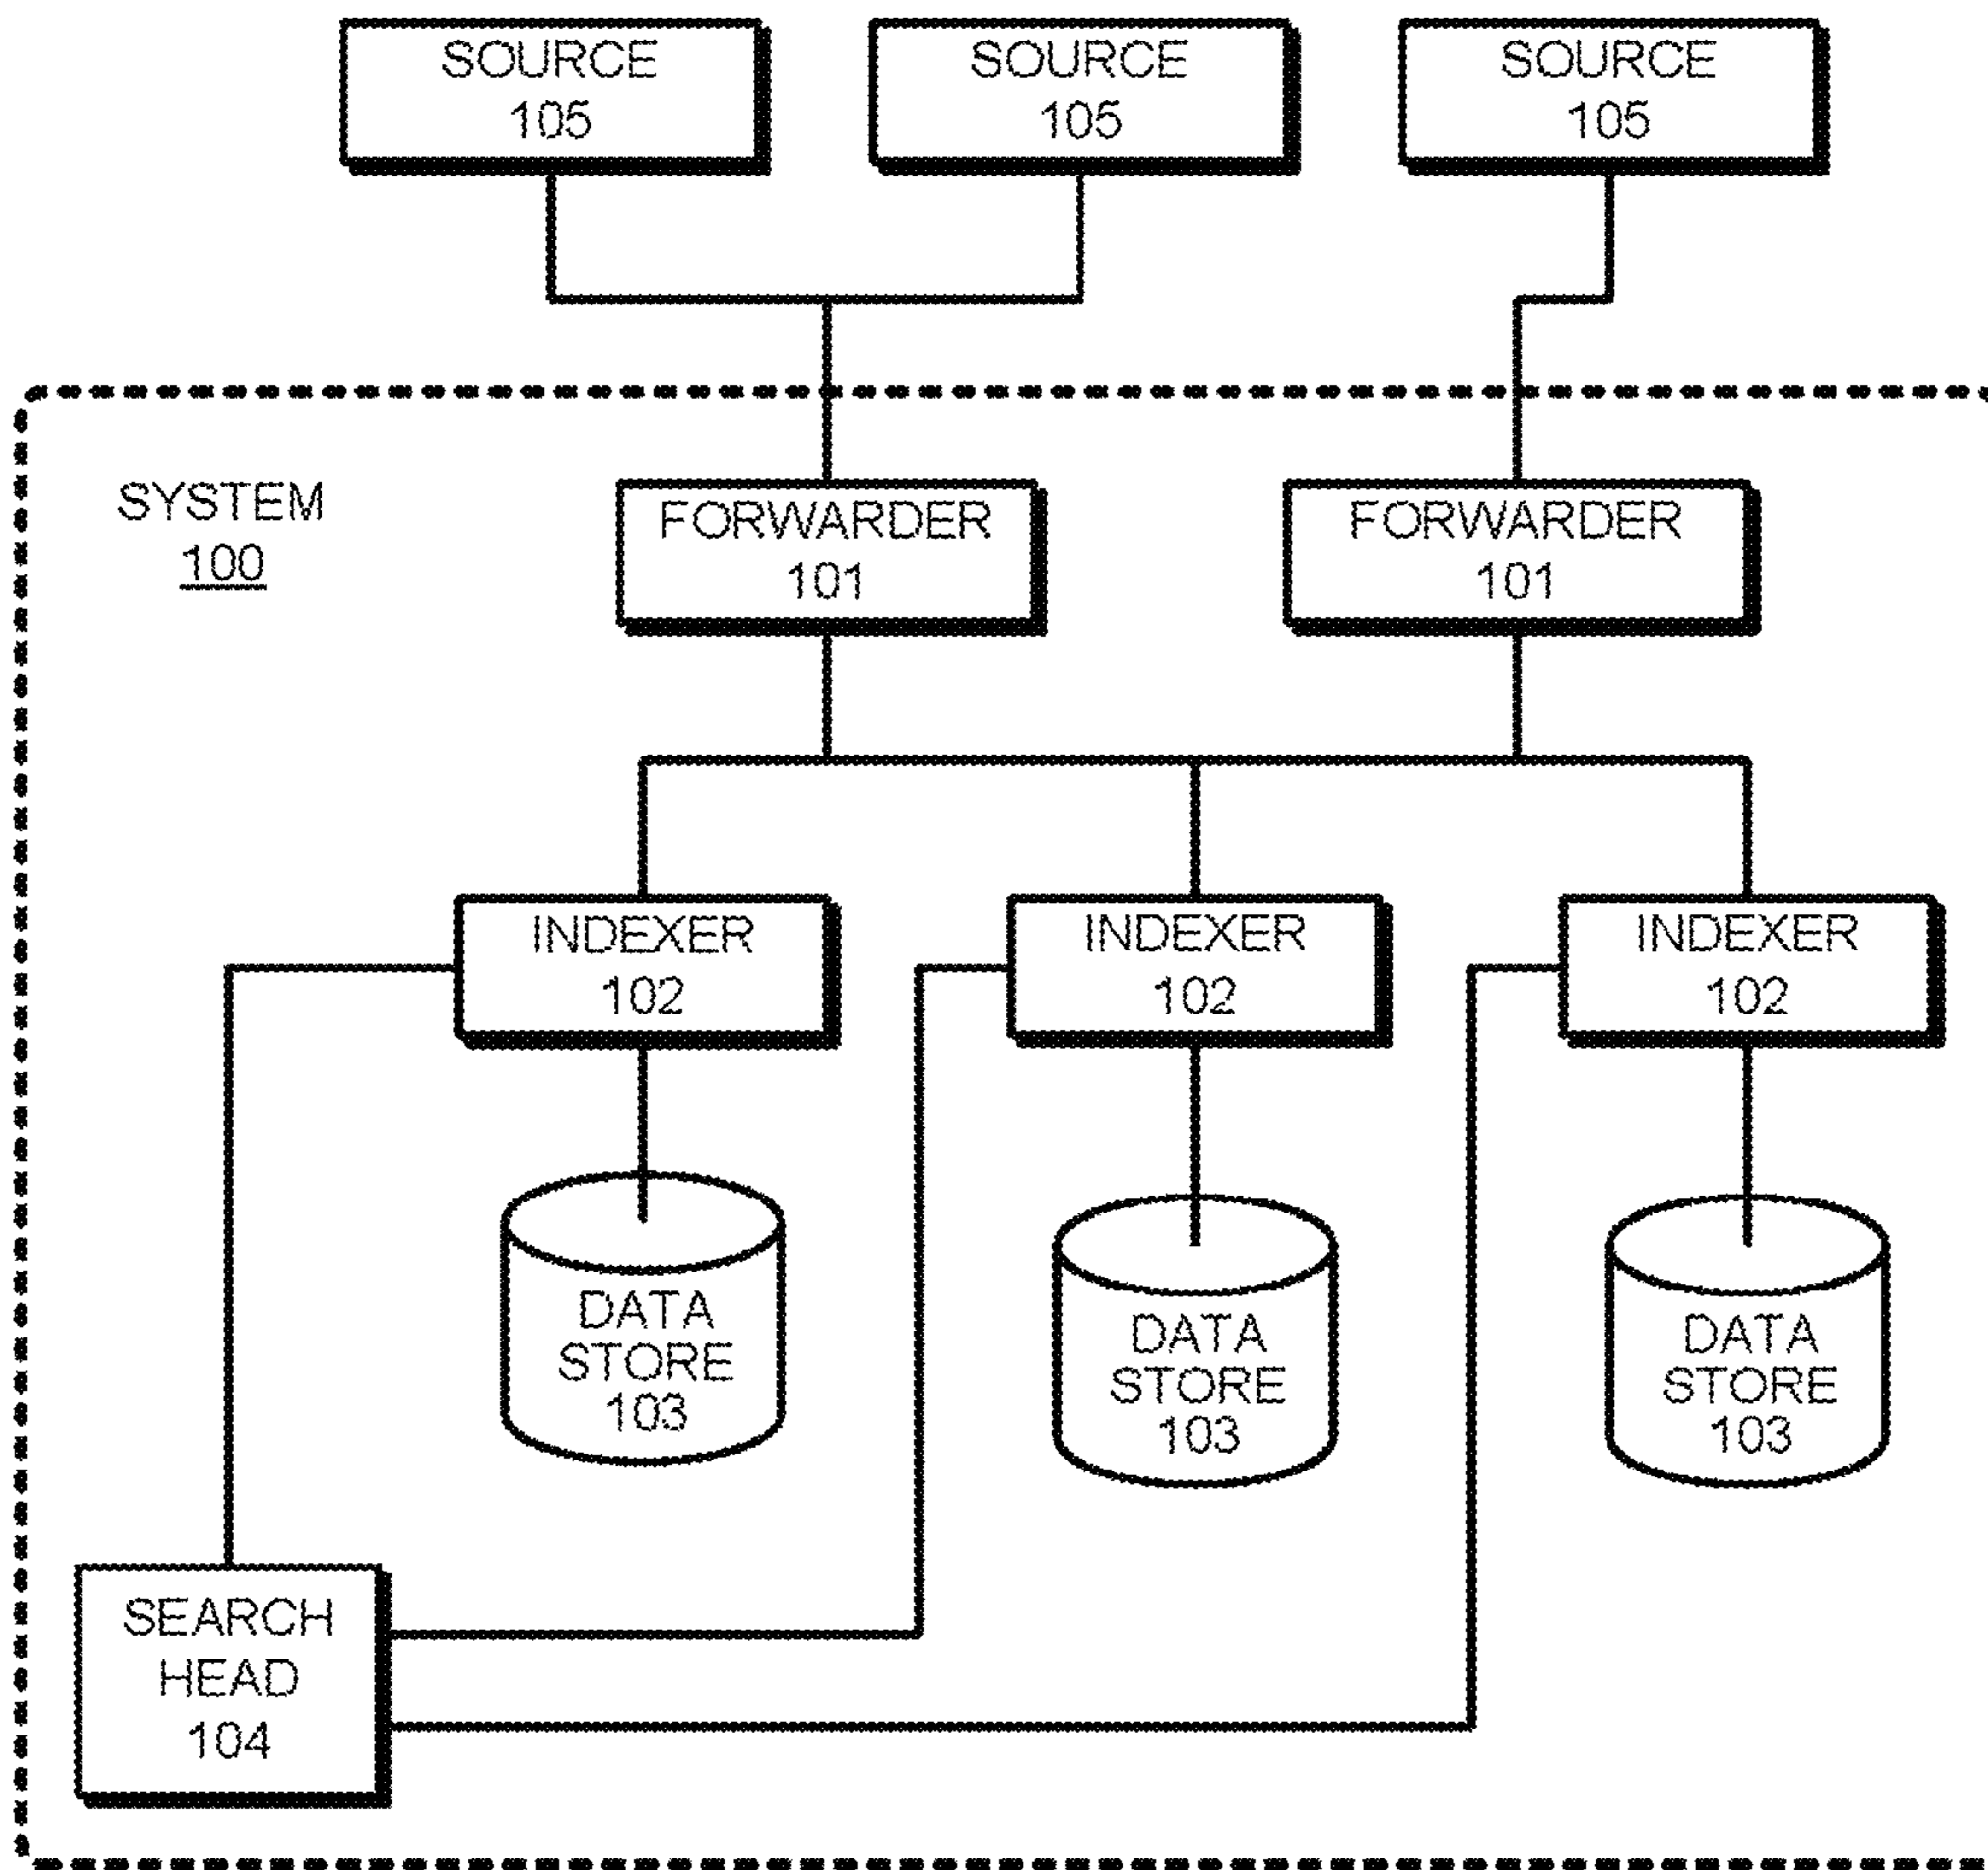 SOURCE
105
SOURCE
105
SOURCE
105
SYSTEM
100
FORWARDER
101
FORWARDER
101
INDEXER
102
INDEXER
102
INDEXER
102
DATA
STORE
103
DATA
STORE
103
DATA
STORE
103
SEARCH
HEAD
104